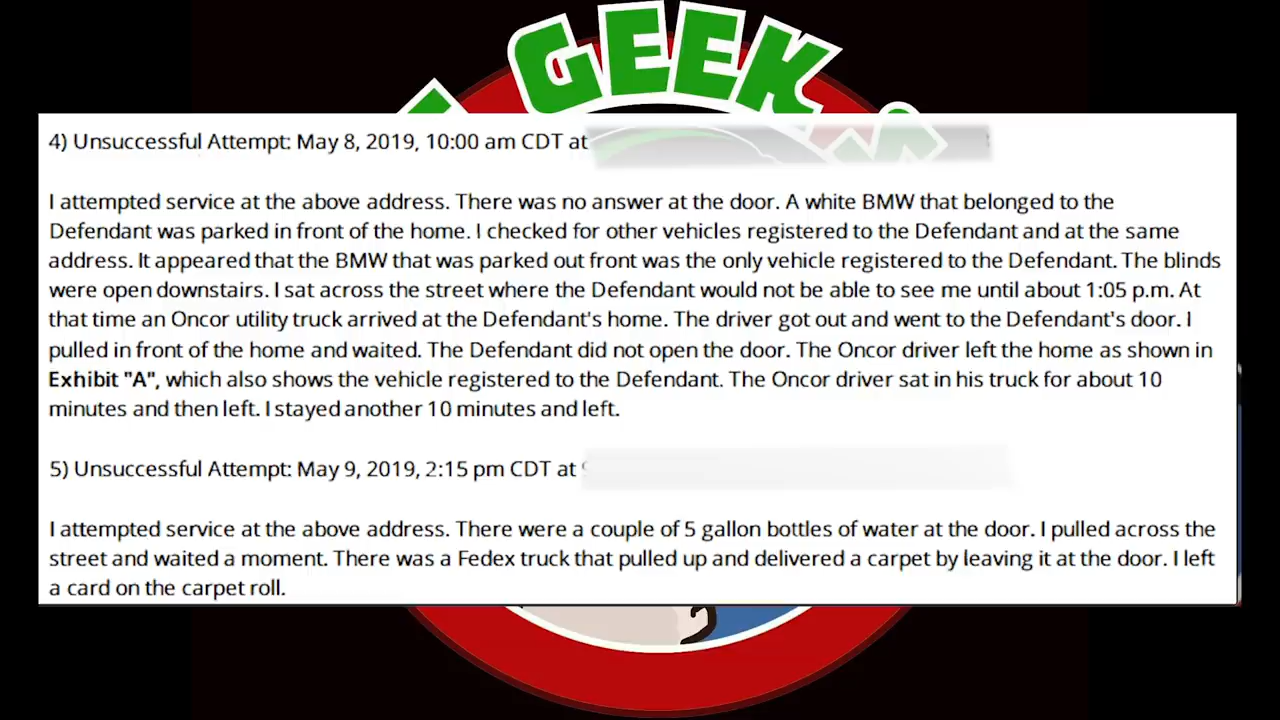 GEEK
4) Unsuccessful Attempt: May 8, 2019, 10:00 am CDT at
I attempted service at the above address. There was no answer at the door. A white BMW that belonged to the
Defendant was parked in front of the home. I checked for other vehicles registered to the Defendant and at the same
address. It appeared that the BMW that was parked out front was the only vehicle registered to the Defendant. The blinds
were open downstairs. I sat across the street where the Defendant would not be able to see me until about 1:05 p.m. At
that time an Oncor utility truck arrived at the Defendant's home. The driver got out and went to the Defendant's door. I
pulled in front of the home and waited. The Defendant did not open the door. The Oncor driver left the home as shown in
Exhibit "A", which also shows the vehicle registered to the Defendant. The Oncor driver sat in his truck for about 10
minutes and then left. I stayed another 10 minutes and left.
5) Unsuccessful Attempt: May 9, 2019, 2:15 pm CDT at
I attempted service at the above address. There were a couple of 5 gallon bottles of water at the door. I pulled across the
street and waited a moment. There was a Fedex truck that pulled up and delivered a carpet by leaving it at the door. I left
a card on the carpet roll.